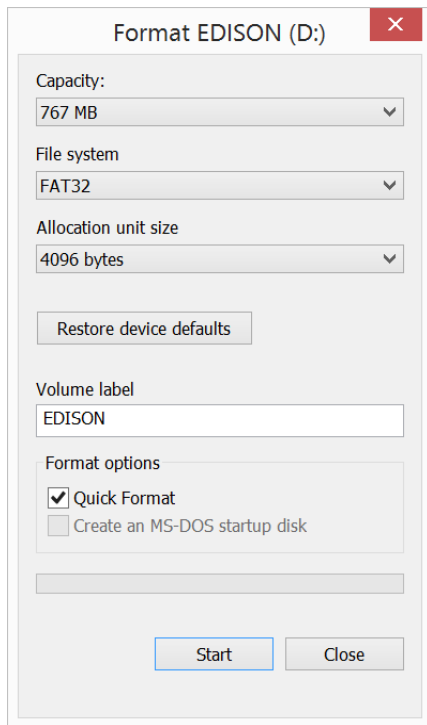 Format EDISON (D:)
Capacity:
767 MB
File system
FAT32
Allocation unit size
4096 bytes
Restore device defaults
Volume label
EDISON
Format options
Quick Format
Create an MS-DOS startup disk
Start Close